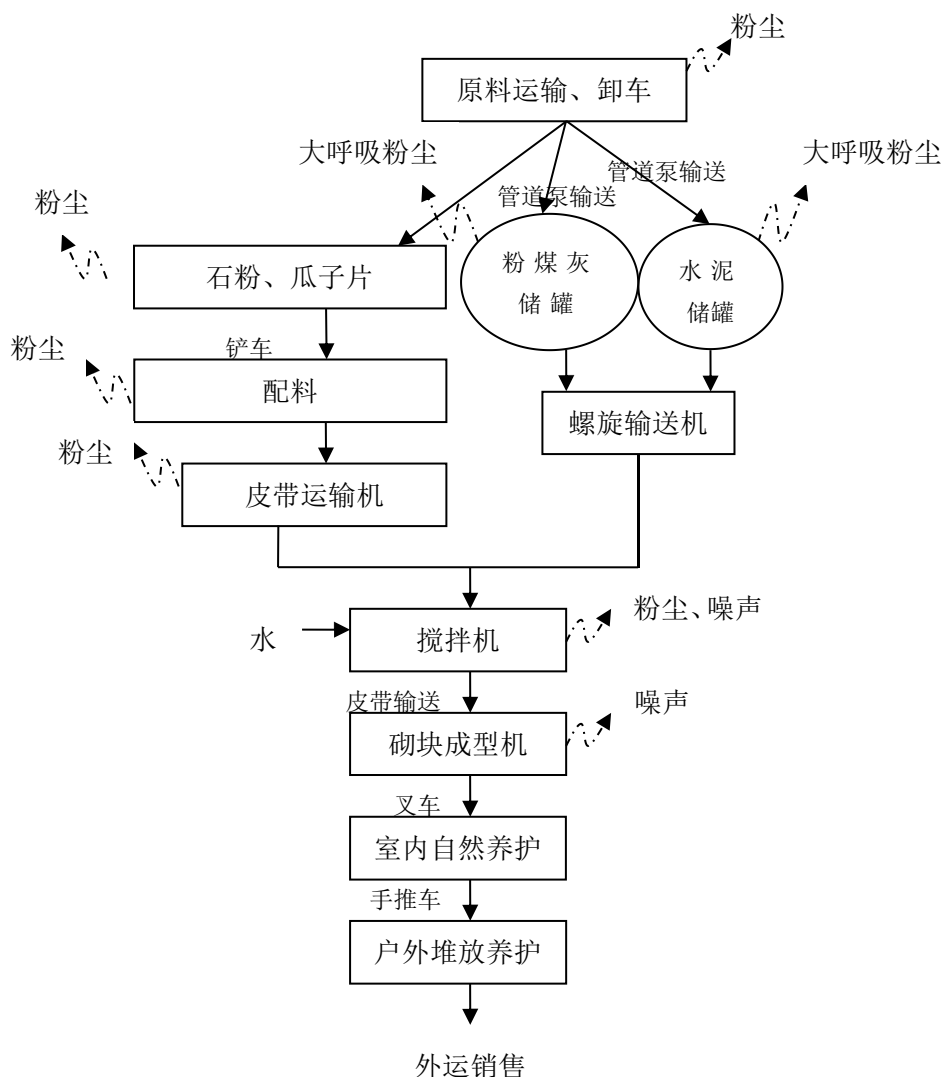 粉尘
原料运输、卸车
大呼吸粉尘
管道泵输送
大呼吸粉尘
管道泵输送
粉尘
粉 煤 灰
储 罐
水 泥
储罐
石粉、瓜子片
铲车
粉尘
配料
螺旋输送机
粉尘
皮带运输机
粉尘、噪声
水
搅拌机
皮带输送
噪声
砌块成型机
叉车
室内自然养护
手推车
户外堆放养护
外运销售